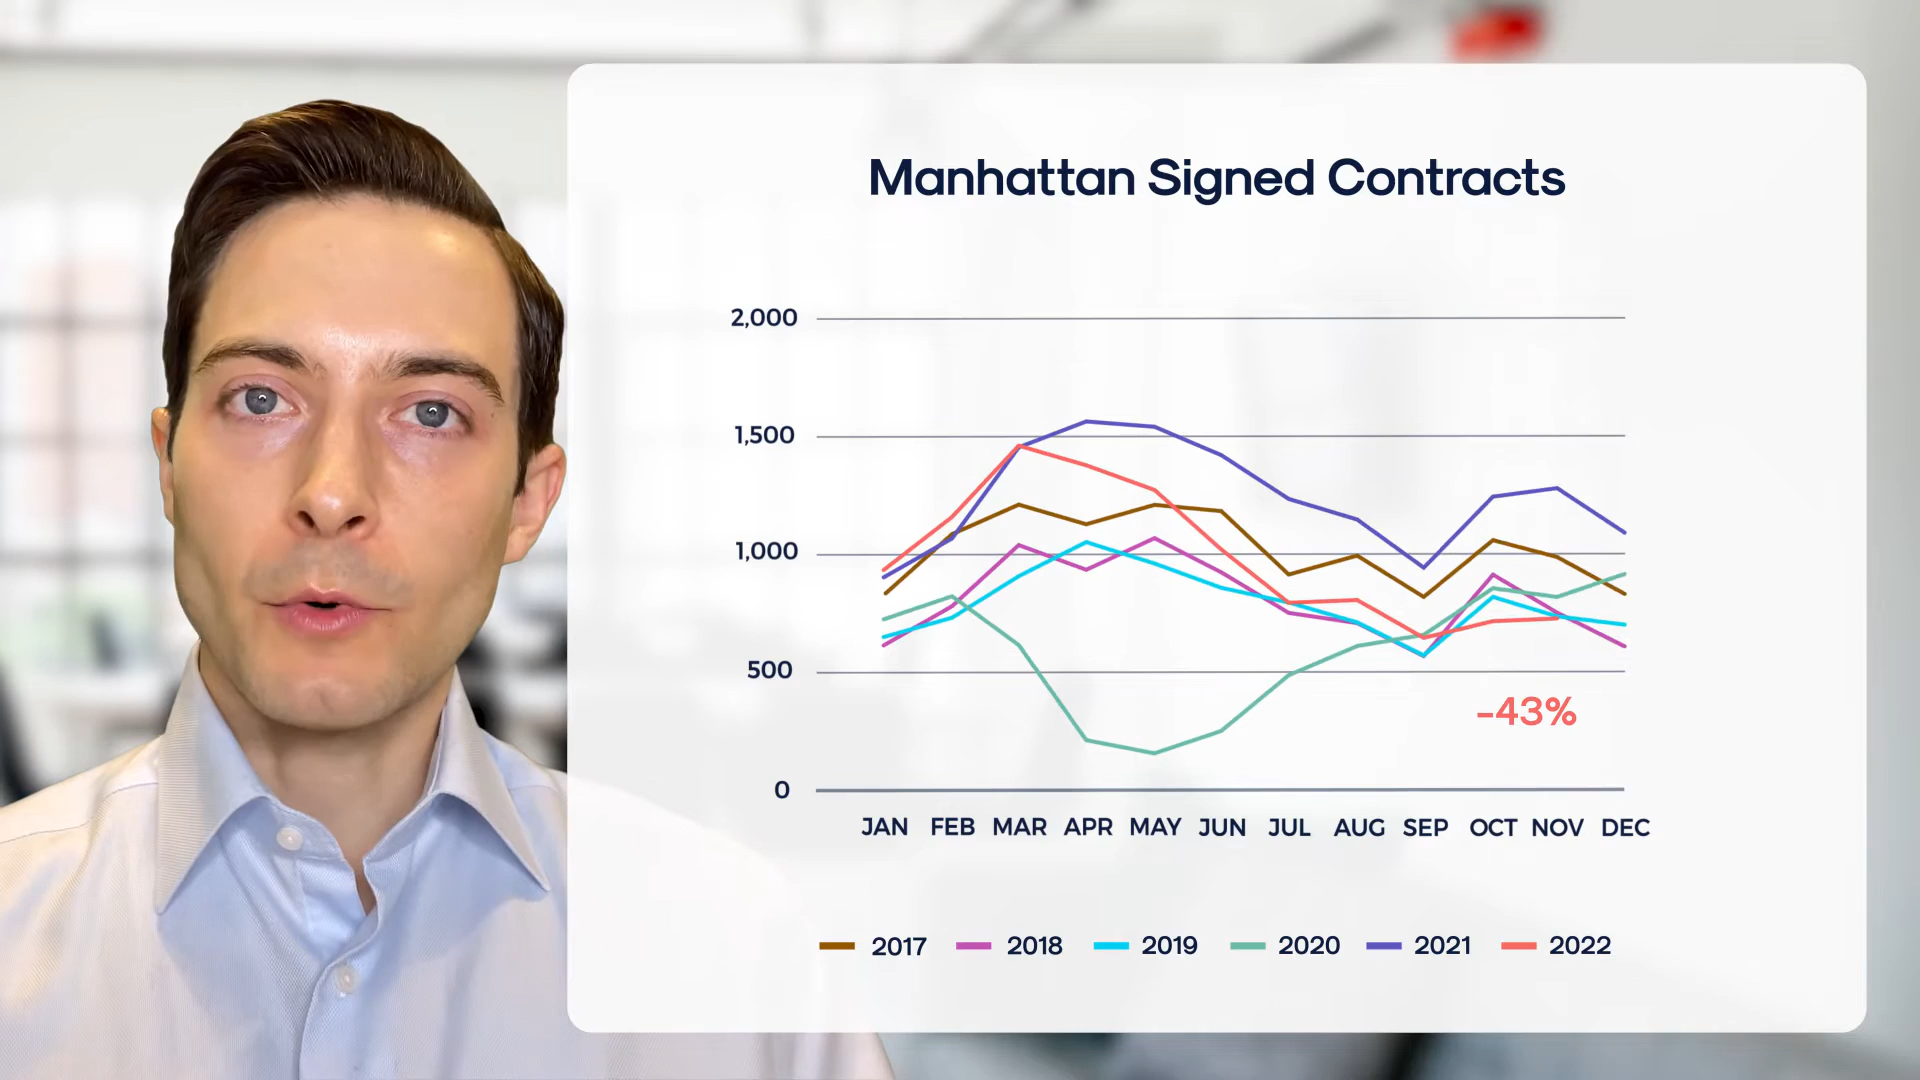 Manhattan Signed Contracts
2,000
1,500
1,000
500
0
-43%
JAN FEB MAR APR MAY JUN JUL AUG SEP OCT NOV DEC
2017 2018 2019 2020 2021 2022